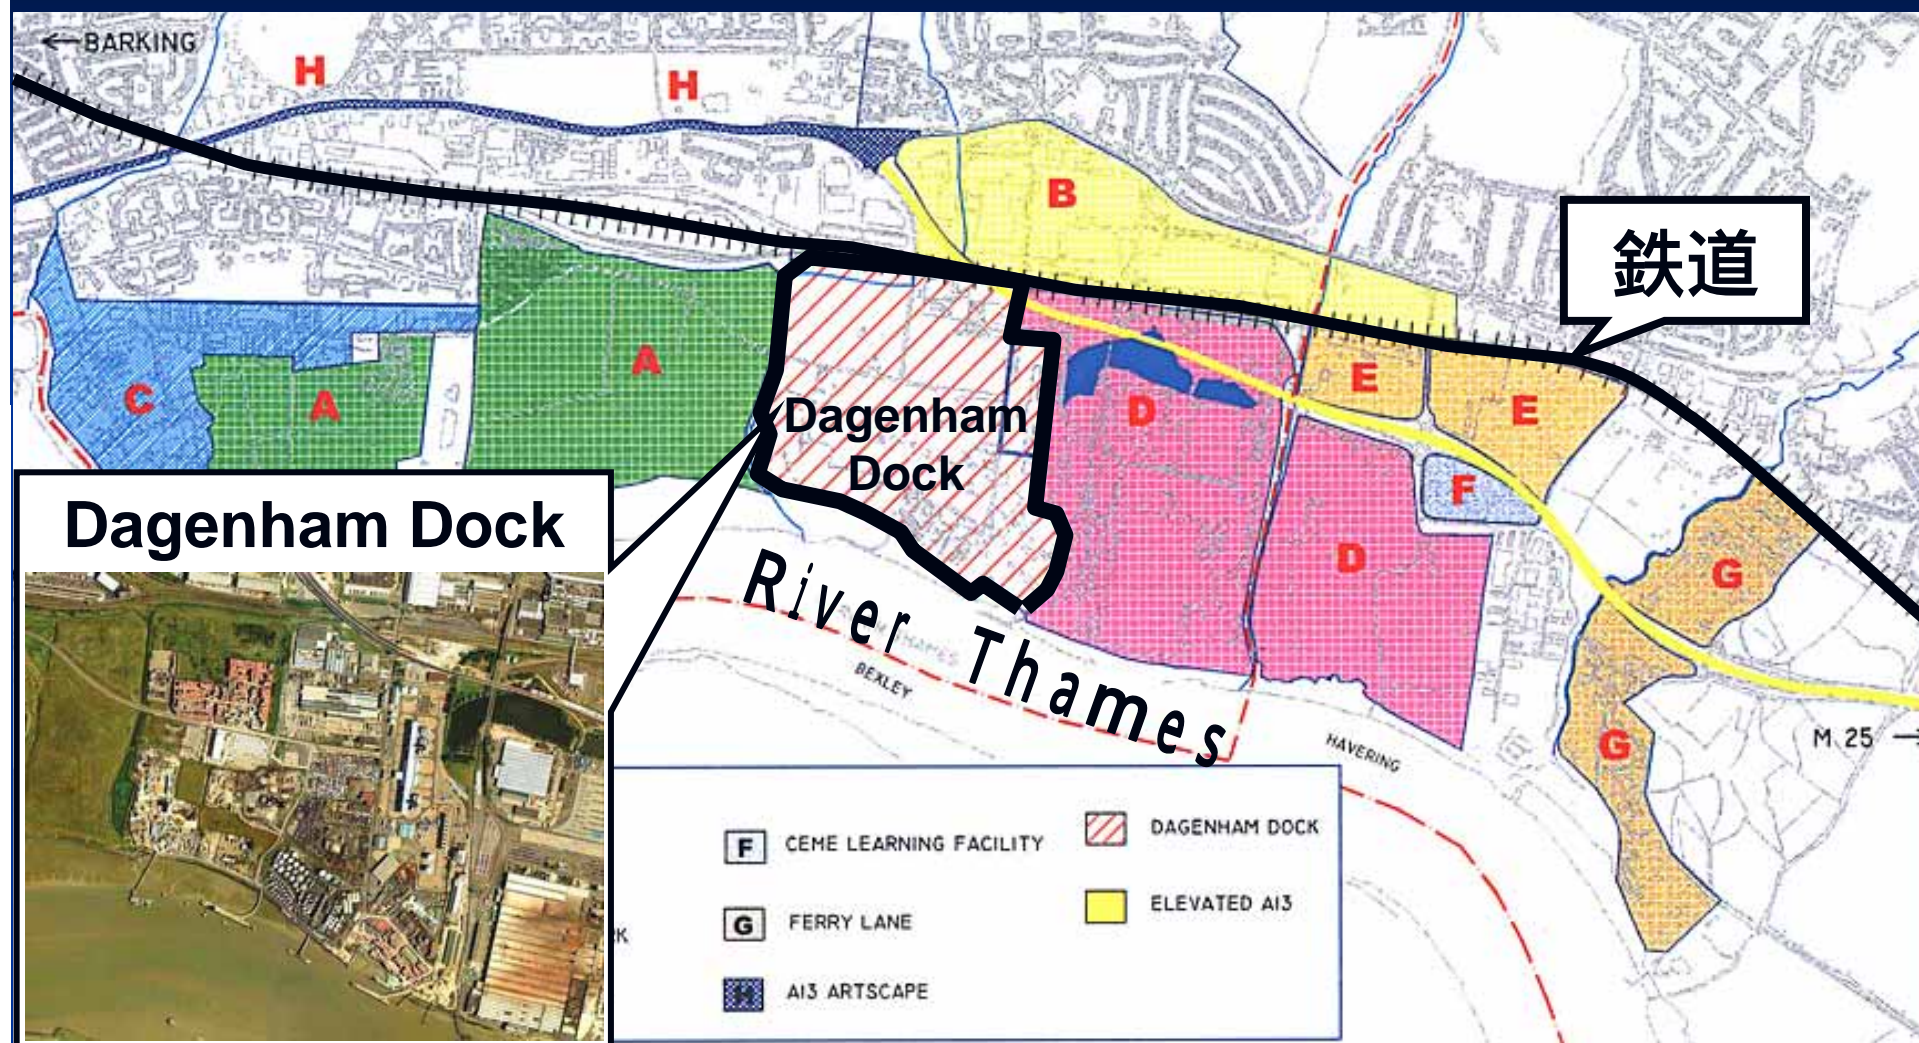 ←BARKING
H
H
B
鉄道
A
C
A
E
E
D
Dagenham
Dock
F
D
G
Dagenham Dock
River Thames
BEXLEY
HAVERING
G
M 25 →
F CEME LEARNING FACILITY
DAGENHAM DOCK
G FERRY LANE
ELEVATED A13
K
H A13 ARTSCAPE